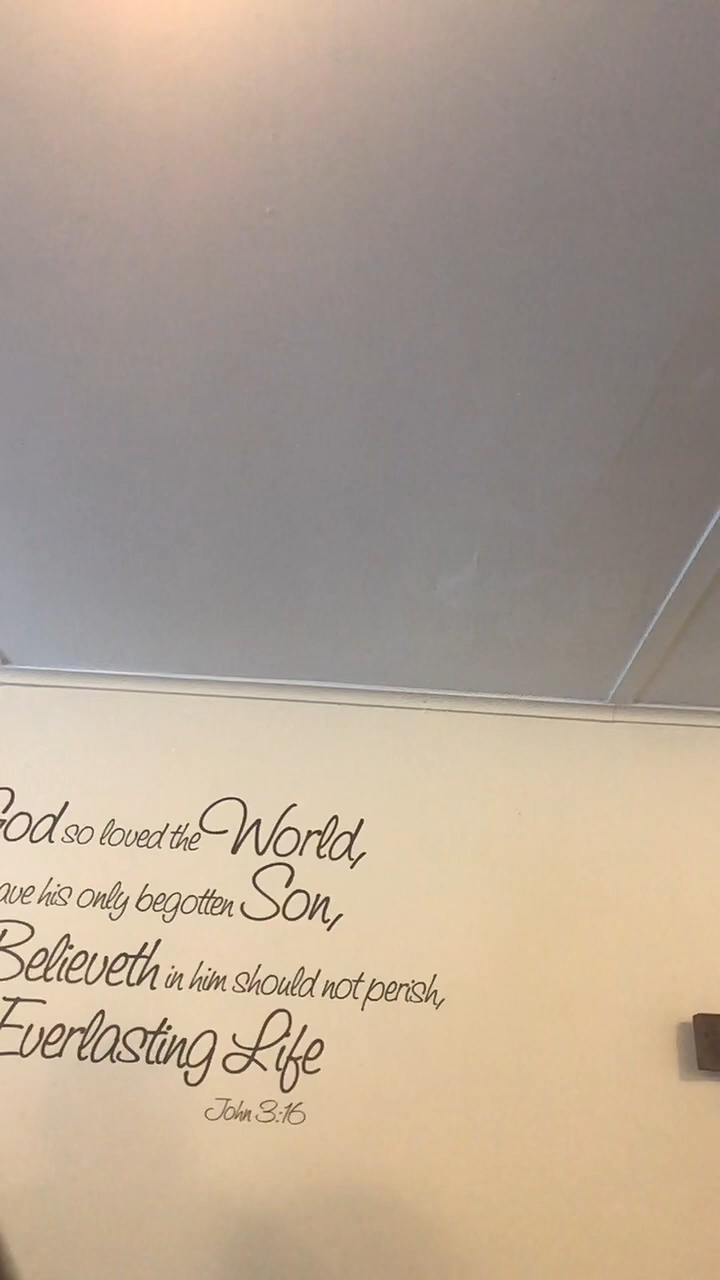 God so loved the World,
his only begotten Son,
Believeth in him should not perish,
Everlasting Life
John 3:16